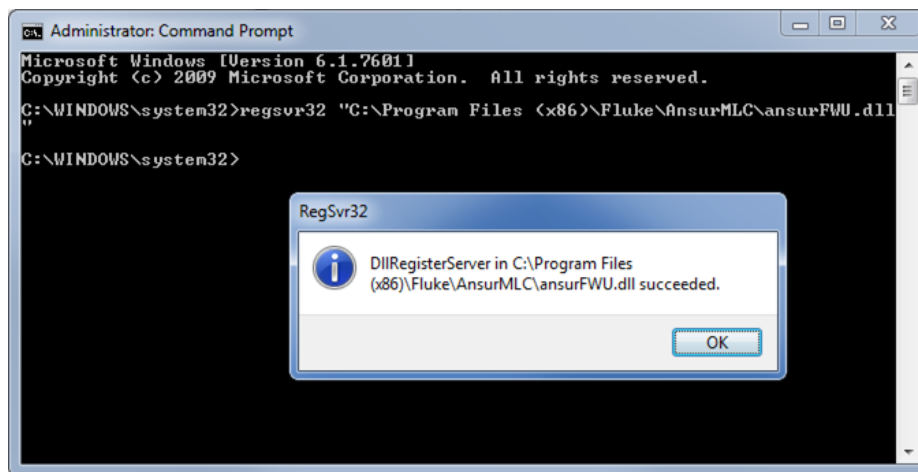 Administrator: Command Prompt
Microsoft Windows [Version 6.1.7601]
Copyright (c) 2009 Microsoft Corporation.  All rights reserved.
C:\WINDOWS\system32>regsvr32 "C:\Program Files (x86)\Fluke\AnsurMLC\ansurFWU.dll
"
C:\WINDOWS\system32>
RegSvr32
DllRegisterServer in C:\Program Files
(x86)\Fluke\AnsurMLC\ansurFWU.dll succeeded.
OK